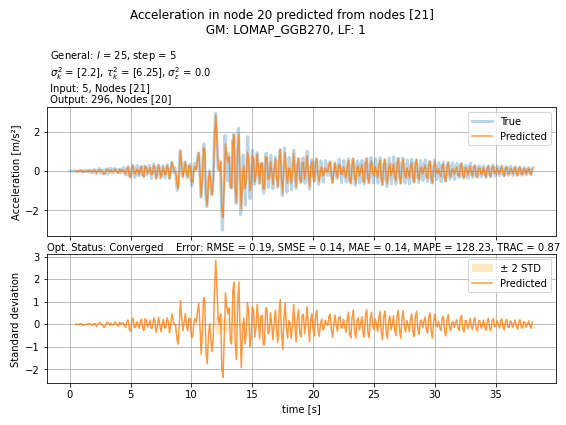 Acceleration in node 20 predicted from nodes [21]
GM: LOMAP_GGB270, LF: 1
General: l = 25, step = 5
σ²ₖ = [2.2], τ²ₖ = [6.25], σ²ε = 0.0
Input: 5, Nodes [21]
Output: 296, Nodes [20]
Acceleration [m/s²]
2
0
−2
True
Predicted
Opt. Status: Converged Error: RMSE = 0.19, SMSE = 0.14, MAE = 0.14, MAPE = 128.23, TRAC = 0.87
Standard deviation
3
2
1
0
−1
−2
± 2 STD
Predicted
0 5 10 15 20 25 30 35
time [s]